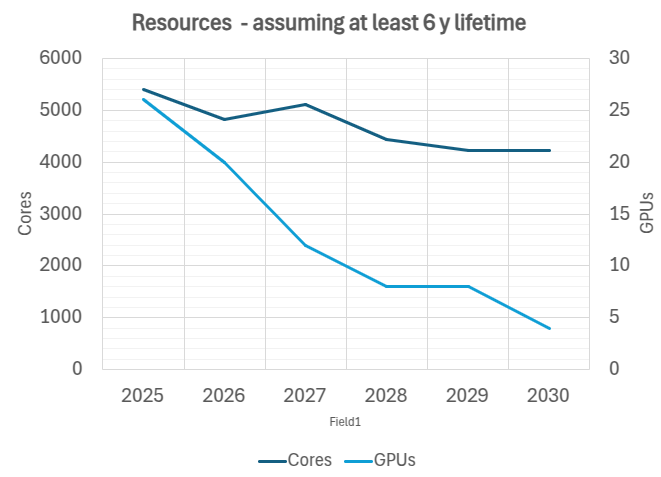 Resources - assuming at least 6 y lifetime
6000 30
5000 25
4000 20
3000 15
2000 10
1000 5
0 0
Cores
GPUs
2025 2026 2027 2028 2029 2030
Field1
Cores GPUs